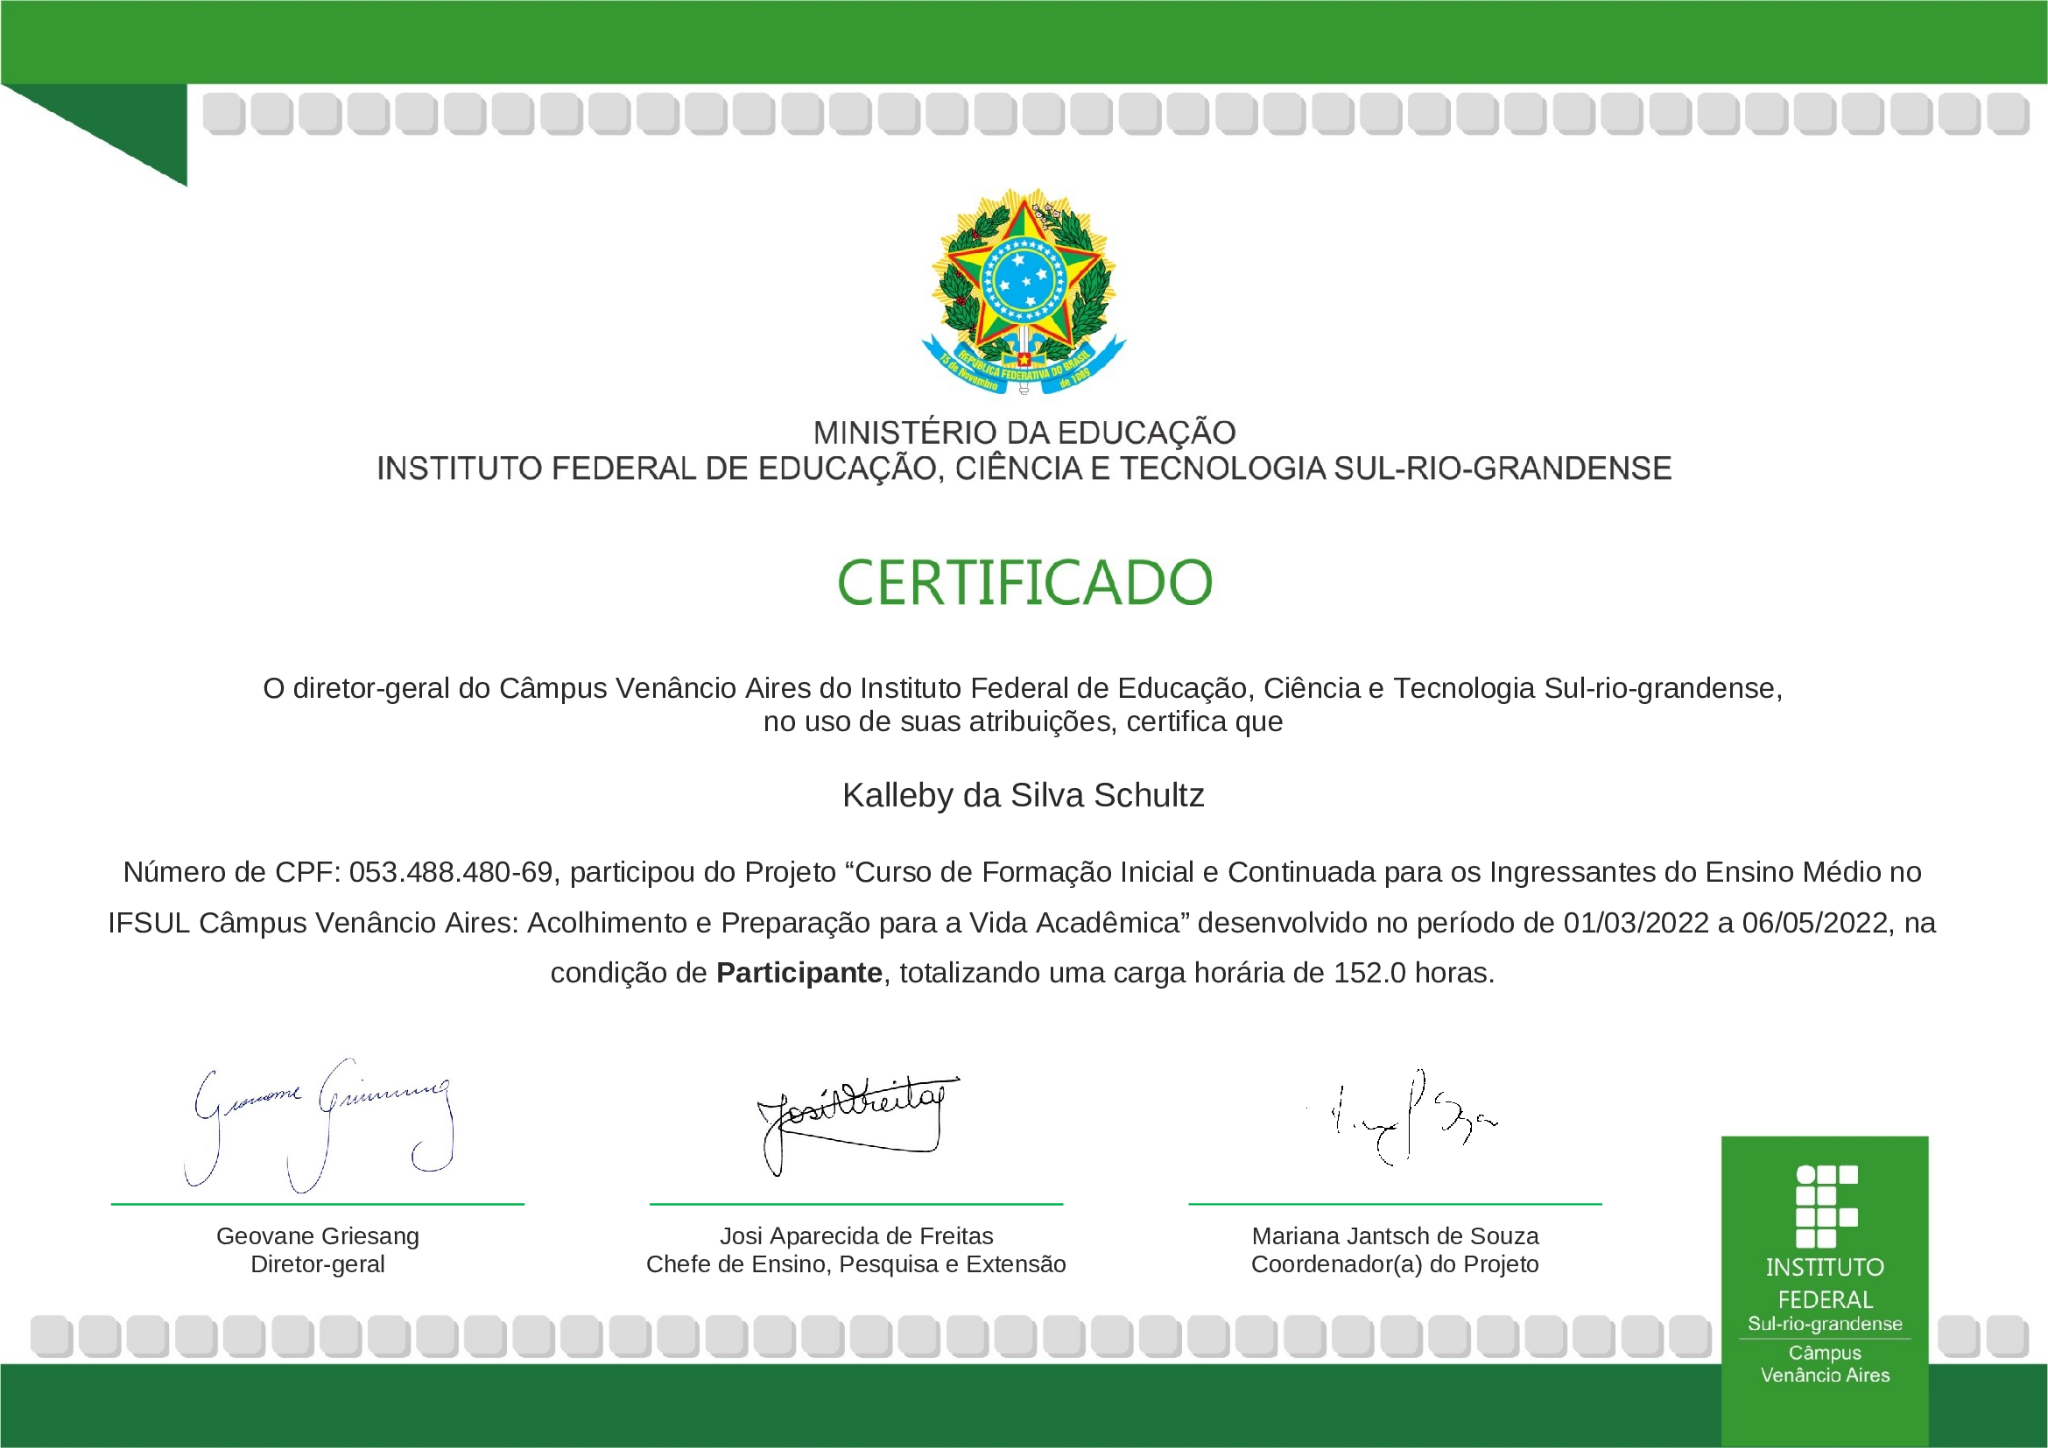 15 de Novembro
REPÚBLICA FEDERATIVA DO BRASIL
de 1889
MINISTÉRIO DA EDUCAÇÃO
INSTITUTO FEDERAL DE EDUCAÇÃO, CIÊNCIA E TECNOLOGIA SUL-RIO-GRANDENSE
CERTIFICADO
O diretor-geral do Câmpus Venâncio Aires do Instituto Federal de Educação, Ciência e Tecnologia Sul-rio-grandense,
no uso de suas atribuições, certifica que
Kalleby da Silva Schultz
Número de CPF: 053.488.480-69, participou do Projeto “Curso de Formação Inicial e Continuada para os Ingressantes do Ensino Médio no
IFSUL Câmpus Venâncio Aires: Acolhimento e Preparação para a Vida Acadêmica” desenvolvido no período de 01/03/2022 a 06/05/2022, na
condição de Participante, totalizando uma carga horária de 152.0 horas.
Geovane Griesang
Diretor-geral
Josi Aparecida de Freitas
Chefe de Ensino, Pesquisa e Extensão
Mariana Jantsch de Souza
Coordenador(a) do Projeto
INSTITUTO
FEDERAL
Sul-rio-grandense
Câmpus
Venâncio Aires